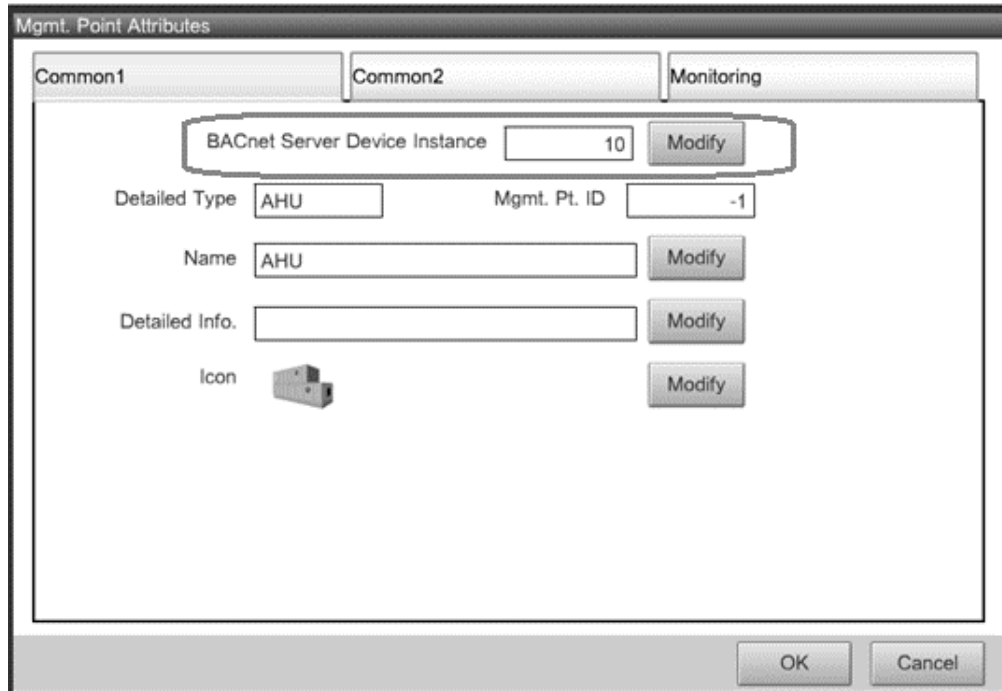 Mgmt. Point Attributes
Common1 Common2 Monitoring
BACnet Server Device Instance 10 Modify
Detailed Type AHU Mgmt. Pt. ID -1
Name AHU Modify
Detailed Info. Modify
Icon Modify
OK Cancel